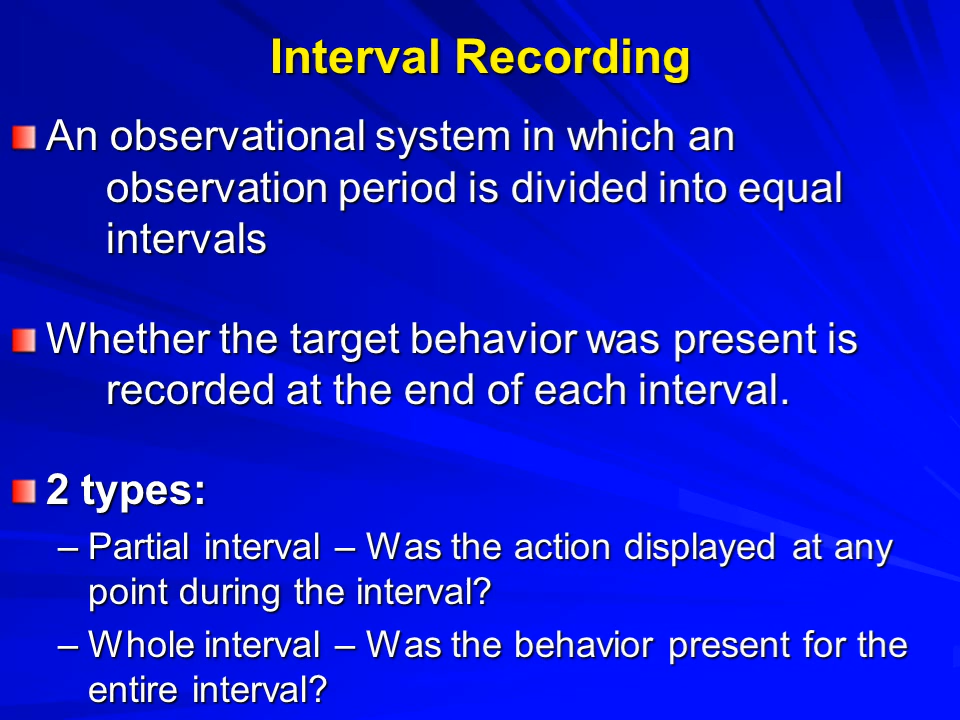 Interval Recording
An observational system in which an
observation period is divided into equal
intervals
Whether the target behavior was present is
recorded at the end of each interval.
2 types:
– Partial interval – Was the action displayed at any
point during the interval?
– Whole interval – Was the behavior present for the
entire interval?